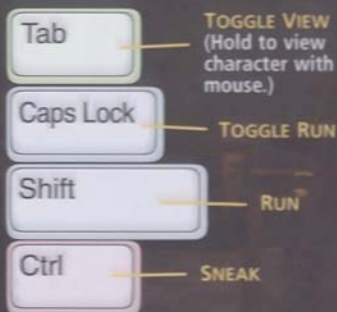 Tab
TOGGLE VIEW
(Hold to view
character with
mouse.)
Caps Lock
TOGGLE RUN
Shift
RUN
Ctrl
SNEAK